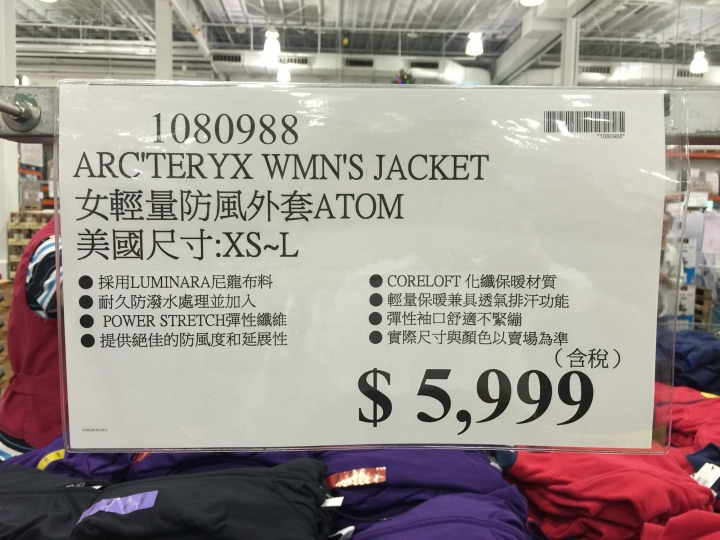 1080988
*1080988*
ARC'TERYX WMN'S JACKET
女輕量防風外套ATOM
美國尺寸:XS~L
● 採用LUMINARA尼龍布料
● 耐久防潑水處理並加入
● POWER STRETCH彈性纖維
● 提供絕佳的防風度和延展性
● CORELOFT 化纖保暖材質
● 輕量保暖兼具透氣排汗功能
● 彈性袖口舒適不緊繃
● 實際尺寸與顏色以賣場為準
（含稅）
$ 5,999